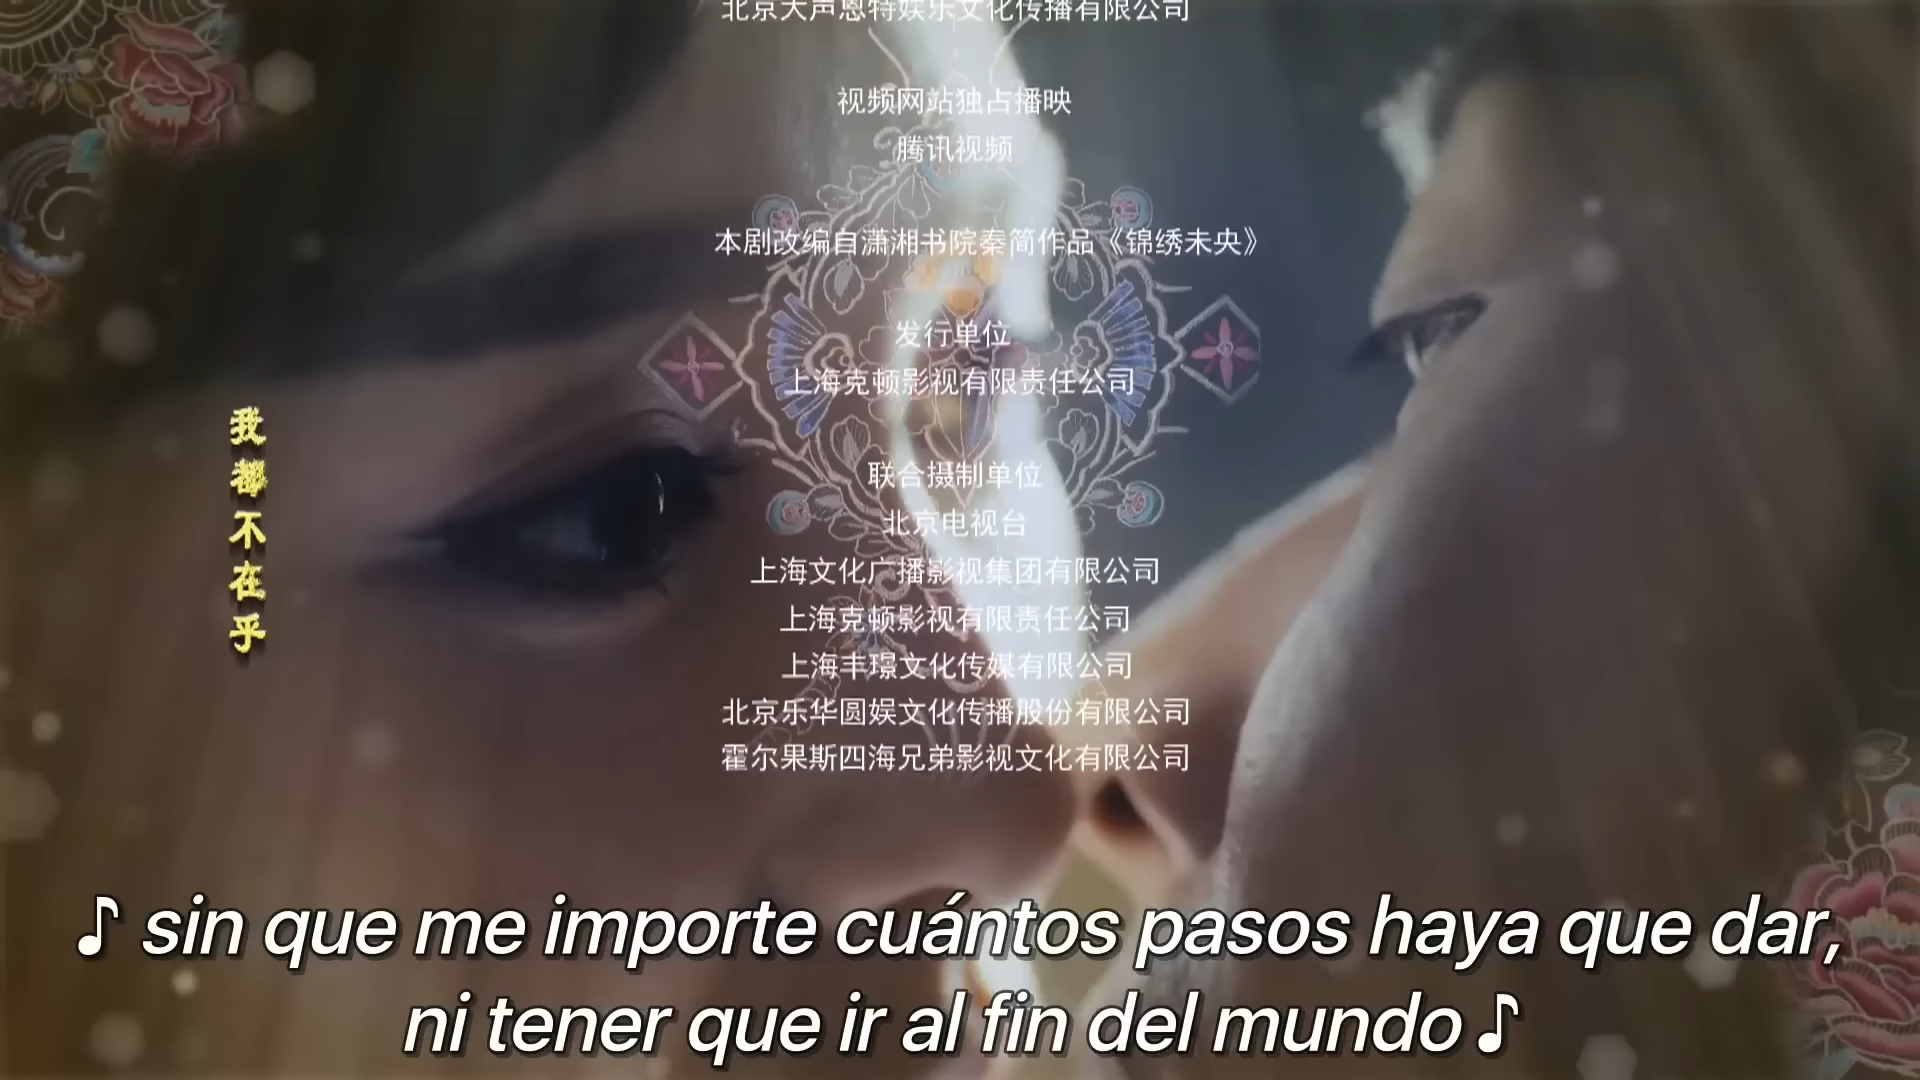 北京天声恩特娱乐文化传播有限公司
视频网站独占播映
腾讯视频
本剧改编自潇湘书院秦简作品《锦绣未央》
发行单位
上海克顿影视有限责任公司
联合摄制单位
北京电视台
上海文化广播影视集团有限公司
上海克顿影视有限责任公司
上海丰璟文化传媒有限公司
北京乐华圆娱文化传播股份有限公司
霍尔果斯四海兄弟影视文化有限公司
我都不在乎
♪ sin que me importe cuántos pasos haya que dar,
ni tener que ir al fin del mundo ♪